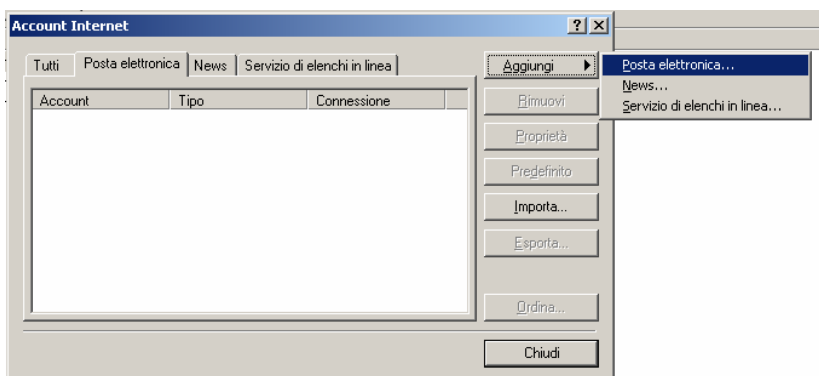 Account Internet
Tutti Posta elettronica News Servizio di elenchi in linea
Account Tipo Connessione
Aggiungi
Rimuovi
Proprietà
Predefinito
Importa...
Esporta...
Ordina...
Chiudi
Posta elettronica...
News...
Servizio di elenchi in linea...